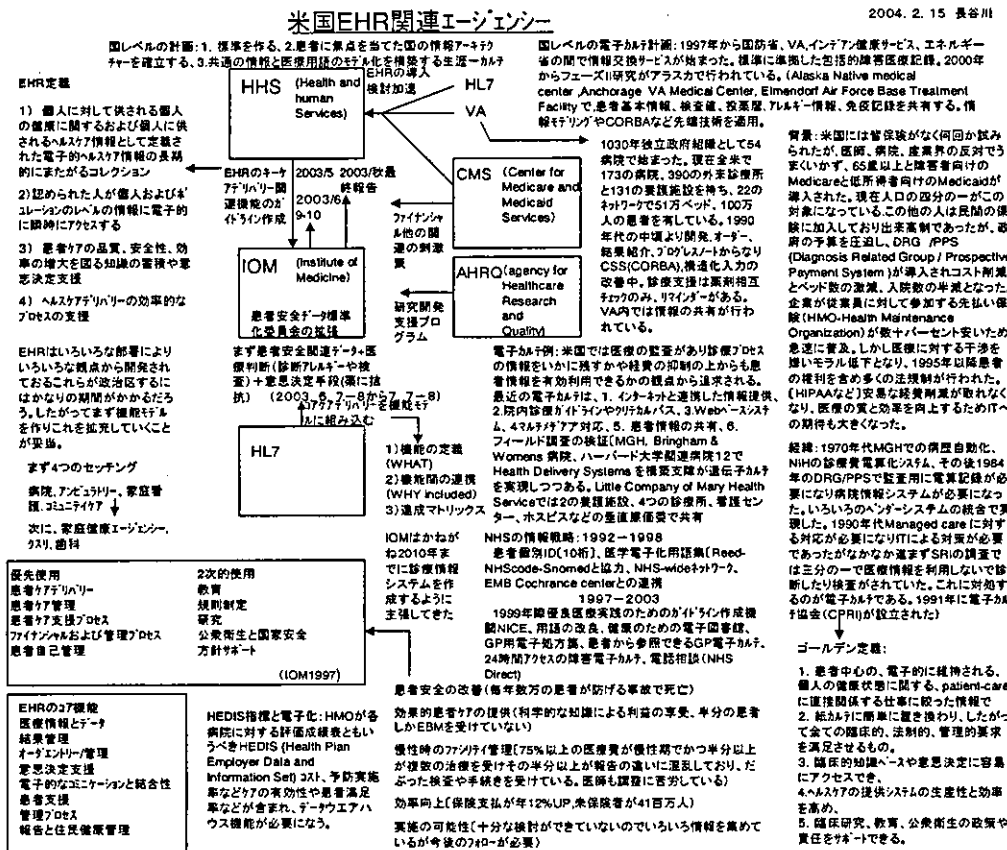 米国EHR関連エージェンシー
2004. 2. 15 長谷川
国レベルの計画: 1. 標準を作る、2.患者に焦点を当てた国の情報アーキテク
チャーを確立する、3.共通の情報と医療用語のモデル化を構築する生涯ーカルテ
国レベルの電子カルテ計画: 1997年から国防省、VA,インデアン健康サービス、エネルギー
省の間で情報交換サービスが始まった。標準に準拠した包括的障害医療記録。2000年
からフェーズII研究がアラスカで行われている。(Alaska Native medical
center ,Anchorage VA Medical Center, Elmendorf Air Force Base Treatment
Facility で、患者基本情報、検査値、投薬歴、アレルギー情報、免疫記録を共有する。情
報モデリングやCORBAなど先端技術を適用。
EHR定義
1) 個人に対して供される個人
の健康に関するおよび個人に供
されるヘルスケア情報として定義さ
れた電子的ヘルスケア情報の長期
的にまたがるコレクション
2)認められた人が個人およびポピ
ュレーションのレベルの情報に電子的
に瞬時にアクセスする
3) 患者ケアの品質、安全性、効
率の増大を図る知識の蓄積や意
思決定支援
4) ヘルスケアデリバリーの効率的な
プロセスの支援
EHRはいろいろな部署により
いろいろな観点から開発され
ておるこれらが政治区するに
はかなりの期間がかかるだろ
う。したがってまず機能モデル
を作りこれを拡充していくこと
が妥当。
まず4つのセッテング
病院、アンビュラトリー、家庭看
護、コミュニテイケア
次に、家庭健康エージェンシー、
クスリ、歯科
HHS (Health and
human
Services)
EHRの導入
検討加速
HL7
VA
EHRのキーケ
アデリバリー関
連機能のガ
イドライン作成
2003/5 2003/秋最
終報告
2003/6
9-10
IOM (Institute of
Medicine)
患者安全データ標準
化委員会の拡張
CMS (Center for
Medicare and
Medicaid
Services)
ファイナンシャ
ル他の関
連の刺激
策
AHRQ (agency for
Healthcare
Research
and
Quality)
研究開発
支援プロ
グラム
1030年独立政府組織として54
病院で始まった。現在全米で
173の病院、390の外来診療所
と131の養護施設を持ち、22の
ネットワークで51万ベッド、100万
人の患者を有している。1990
年代の中頃より開発、オーダー、
結果紹介、プログレスノートからなり
CSS(CORBA),構造化入力の
改善中。診療支援は薬剤相互
チェックのみ、リマインダーがある。
VA内では情報の共有が行わ
れている。
背景:米国には皆保険がなく何回か試み
られたが、医師、病院、産業界の反対でう
まくいかず、65歳以上と障害者向けの
Medicareと低所得者向けのMedicaidが
導入された。現在人口の四分の一がこの
対象になっているこの他の人は民間の保
険に加入しており出来高制であったが、政
府の予算を圧迫し、DRG /PPS
(Diagnosis Related Group / Prospective
Payment System )が導入されコスト削減
とベッド数の激減、入院数の半減となった
企業が従業員に対して参加する先払い保
険(HMO-Health Maintenance
Organization)が数十パーセント安いため
急速に普及。しかし医療に対する干渉を
嫌いモラル低下となり、1995年以降患者
の権利を含め多くの法規制が行われた。
(HIPAAなど)安易な経費削減が取れなく
なり、医療の質と効率を向上するためITへ
の期待も大きくなった。
まず患者安全関連データ+医
療判断(診断アレルギーや検
査)+意思決定手段(薬に拮
抗) (2003,6,7-8から7,7-8)
コアケアデリバリーを機能モデ
ルに組み込む
HL7
1)機能の定義
(WHAT)
2)機能間の連携
(WHY included)
3)達成マトリックス
電子カルテ例:米国では医療の監査があり診療プロセス
の情報をいかに残すかや経費の抑制の上からも患
者情報を有効利用できるかの観点から追求される。
最近の電子カルテは、1. インターネットと連携した情報提供、
2.院内診療ガイドラインやクリテカルパス、3.Webベースシステ
ム、4マルチメデアア対応、5. 患者情報の共有、6.
フィールド調査の検証[MGH, Bringham &
Womens 病院、ハーバード大学関連病院12で
Health Delivery Systems を構築支障が遺伝子カルテ
を実現しつつある。Little Company of Mary Health
Serviceでは2の養護施設、4つの診療所、看護セン
ター、ホスピスなどの垂直原価委で共有
経緯:1970年代MGHでの病歴自動化、
NIHの診療費電算化システム、その後1984
年のDRG/PPSで監査用に電算記録が必
要になり病院情報システムが必要になっ
た。いろいろのベンダーシステムの統合で実
現した。1990年代Managed care に対す
る対応が必要になりITによる対策が必要
であったがなかなか進まずSRIの調査で
は三分の一で医療情報を利用しないで診
断したり検査がされていた。これに対処す
るのが電子カルテである。1991年に電子カル
テ協会(CPRI)が設立された)
IOMはかねが
ね2010年ま
でに診療情報
システムを作
成するように
主張してきた
NHSの情報戦略:1992-1998
患者個別ID(10桁)、医学電子化用語集[Reed-
NHScode-Snomedと協力、NHS-wideネットワーク、
EMB Cochrance centerとの連携
1997-2003
1999年障優良医療実践のためのガイドライン作成機
関NICE、用語の改良、健康のための電子図書館、
GP用電子処方箋、患者から参照できるGP電子カルテ、
24時間アクセスの障害電子カルテ、電話相談(NHS
Direct)
優先使用 2次的使用
患者ケアデリバリー 教育
患者ケア管理 規則制定
患者ケア支援プロセス 研究
ファイナンシャルおよび管理プロセス 公衆衛生と国家安全
患者自己管理 方針サポート
(IOM1997)
EHRのコア機能
医療情報とデータ
結果管理
オーダエントリー/管理
意思決定支援
電子的なコミニケーションと結合性
患者支援
管理プロセス
報告と住民健康管理
HEDIS指標と電子化:HMOが各
病院に対する評価成績表ともい
うべきHEDIS (Health Plan
Employer Data and
Information Set) コスト、予防実施
率などケアの有効性や患者満足
率などが含まれ、データウエアハ
ウス機能が必要になう。
患者安全の改善(毎年数万の患者が防げる事故で死亡)
効果的患者ケアの提供(科学的な知識による利益の享受、半分の患者
しかEBMを受けていない)
慢性時のファシリティ管理[75%以上の医療費が慢性期でかつ半分以上
が複数の治療を受けその半分以上が報告の違いに混乱しており、だ
ぶった検査や手続きを受けている。医師も調整に苦労している)
効率向上[保険支払が年12%UP,未保険者が41百万人)
実施の可能性(十分な検討ができていないのでいろいろ情報を集めて
いるが今後のフォローが必要)
ゴールデン定義:
1. 患者中心の、電子的に維持される、
個人の健康状態に関する、patient-care
に直接関係する仕事に絞った情報で
2. 紙カルテに簡単に置き換わり、したがっ
て全ての臨床的、法制的、管理的要求
を満足させるもの。
3. 臨床的知識ベースや意思決定に容易
にアクセスでき、
4.ヘルスケアの提供システムの生産性と効率
を高め、
5. 臨床研究、教育、公衆衛生の政策や
責任をサポートできる。